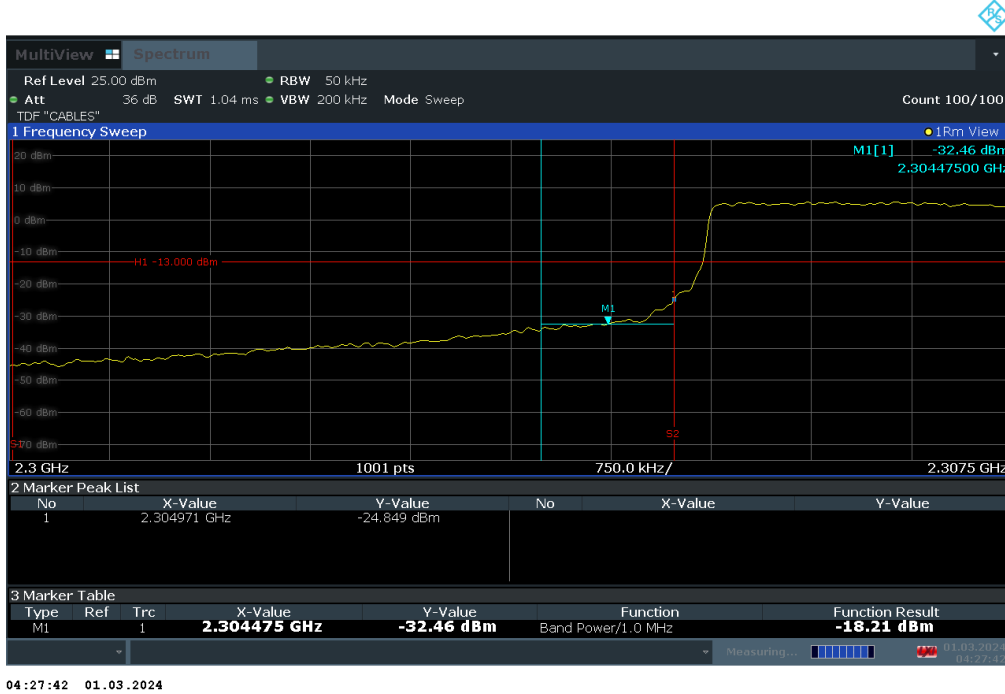 R&S
MultiView Spectrum
Ref Level 25.00 dBm RBW 50 kHz
Att 36 dB SWT 1.04 ms VBW 200 kHz Mode Sweep Count 100/100
TDF "CABLES"
1 Frequency Sweep 1Rm View
M1[1] -32.46 dBm
2.30447500 GHz
20 dBm
10 dBm
0 dBm
-10 dBm
H1 -13.000 dBm
-20 dBm
-30 dBm
M1
-40 dBm
-50 dBm
-60 dBm
S2
S1
-70 dBm
2.3 GHz 1001 pts 750.0 kHz/ 2.3075 GHz
2 Marker Peak List
No X-Value Y-Value No X-Value Y-Value
1 2.304971 GHz -24.849 dBm
3 Marker Table
Type Ref Trc X-Value Y-Value Function Function Result
M1 1 2.304475 GHz -32.46 dBm Band Power/1.0 MHz -18.21 dBm
Measuring... 01.03.2024
04:27:42
04:27:42 01.03.2024